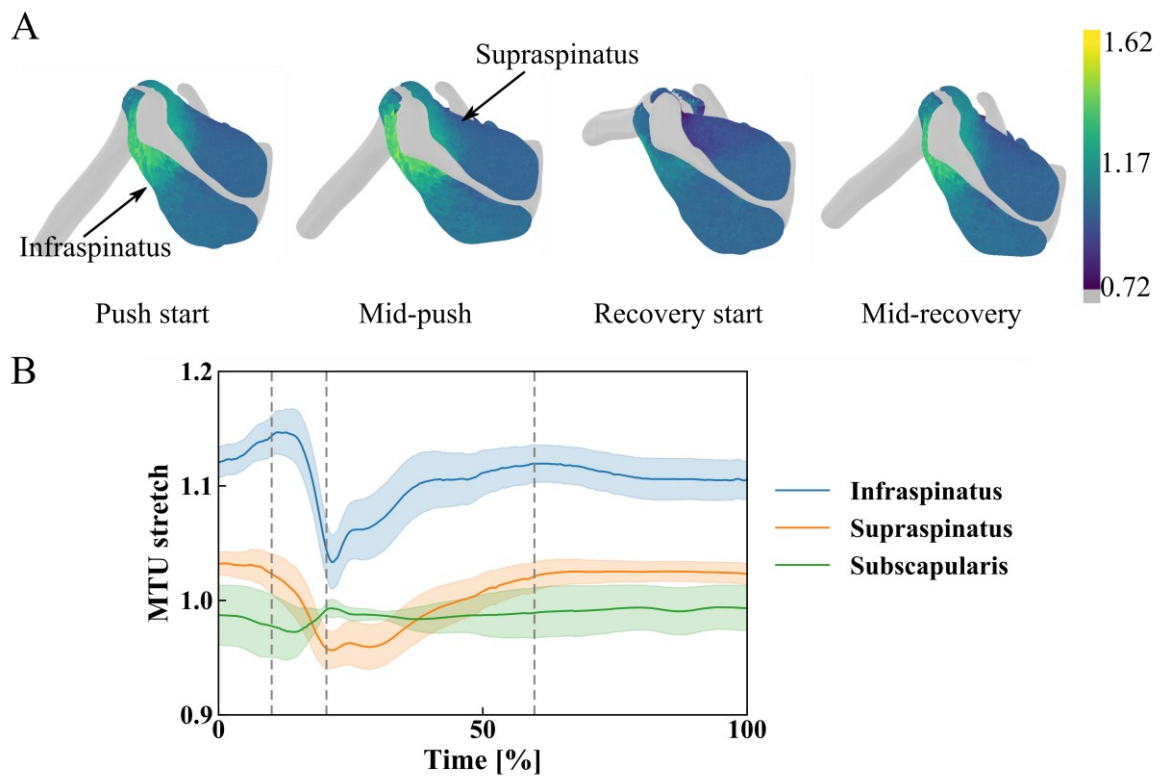 A
Supraspinatus
Infraspinatus
1.62
1.17
0.72
Push start
Mid-push
Recovery start
Mid-recovery
B
MTU stretch
1.2
1.1
1.0
0.9
0
50
100
Time [%]
Infraspinatus
Supraspinatus
Subscapularis